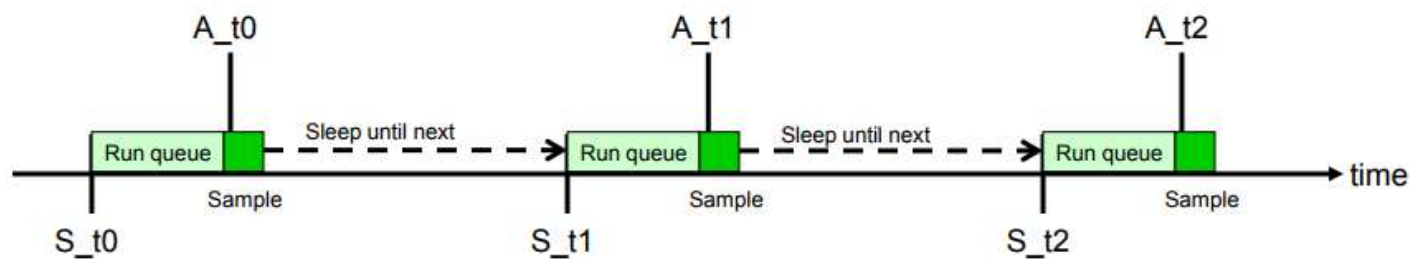 A_t0 A_t1 A_t2
Sleep until next Sleep until next
Run queue Run queue Run queue
time
Sample Sample Sample
S_t0 S_t1 S_t2